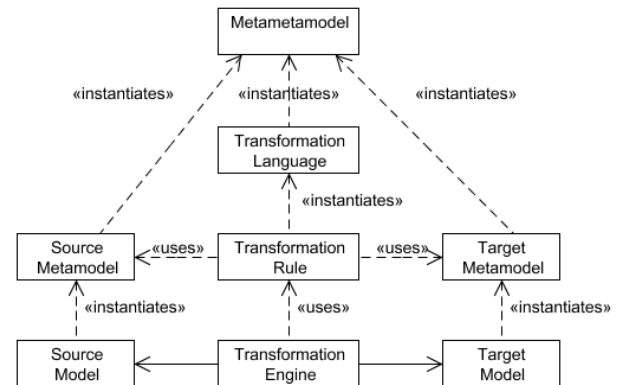 Metametamodel
«instantiates»
«instantiates»
«instantiates»
Transformation
Language
«instantiates»
Source
Metamodel
«uses»
Transformation
Rule
«uses»
Target
Metamodel
«instantiates»
«uses»
«instantiates»
Source
Model
Transformation
Engine
Target
Model